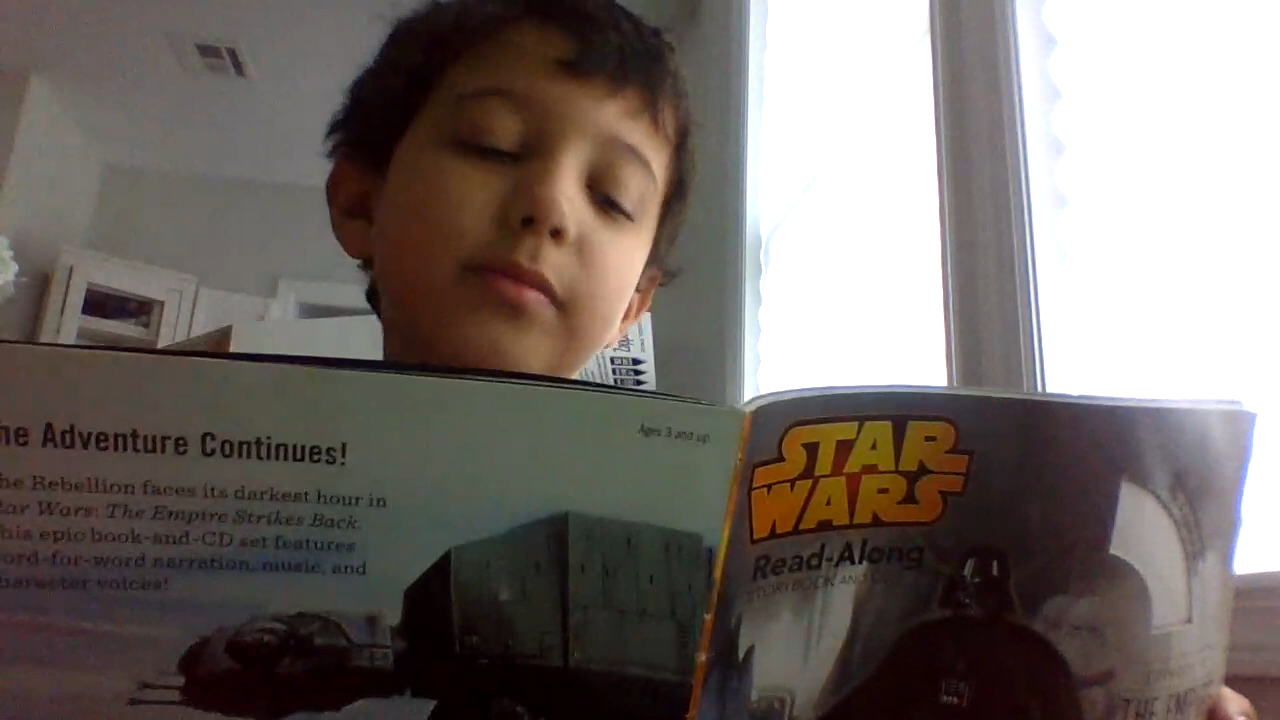 he Adventure Continues!
he Rebellion faces its darkest hour in
tar Wars: The Empire Strikes Back.
his epic book-and-CD set features
ord-for-word narration, music, and
haracter voices!
Ages 3 and up
STAR
WARS
Read-Along
STORYBOOK AND
THE EMP